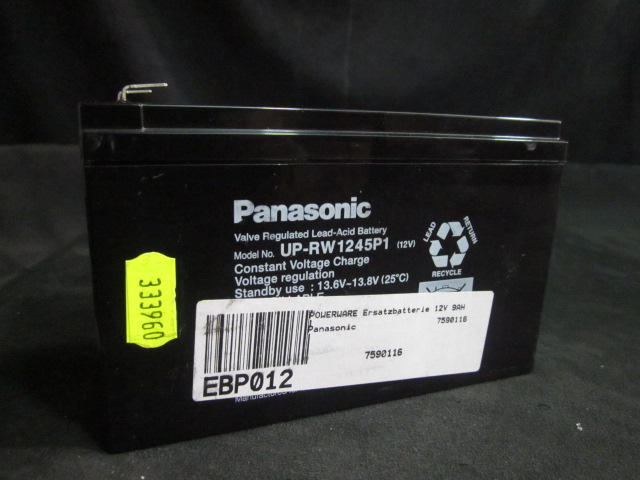 Panasonic
Valve Regulated Lead-Acid Battery
Model No. UP-RW1245P1 (12V)
Constant Voltage Charge
Voltage regulation
Standby use : 13.6V~13.8V (25°C)
LEAD
RECYCLE
333960
POWERWARE Ersatzbatterie 12V 9AH
Panasonic 7590116
7590116
EBP012